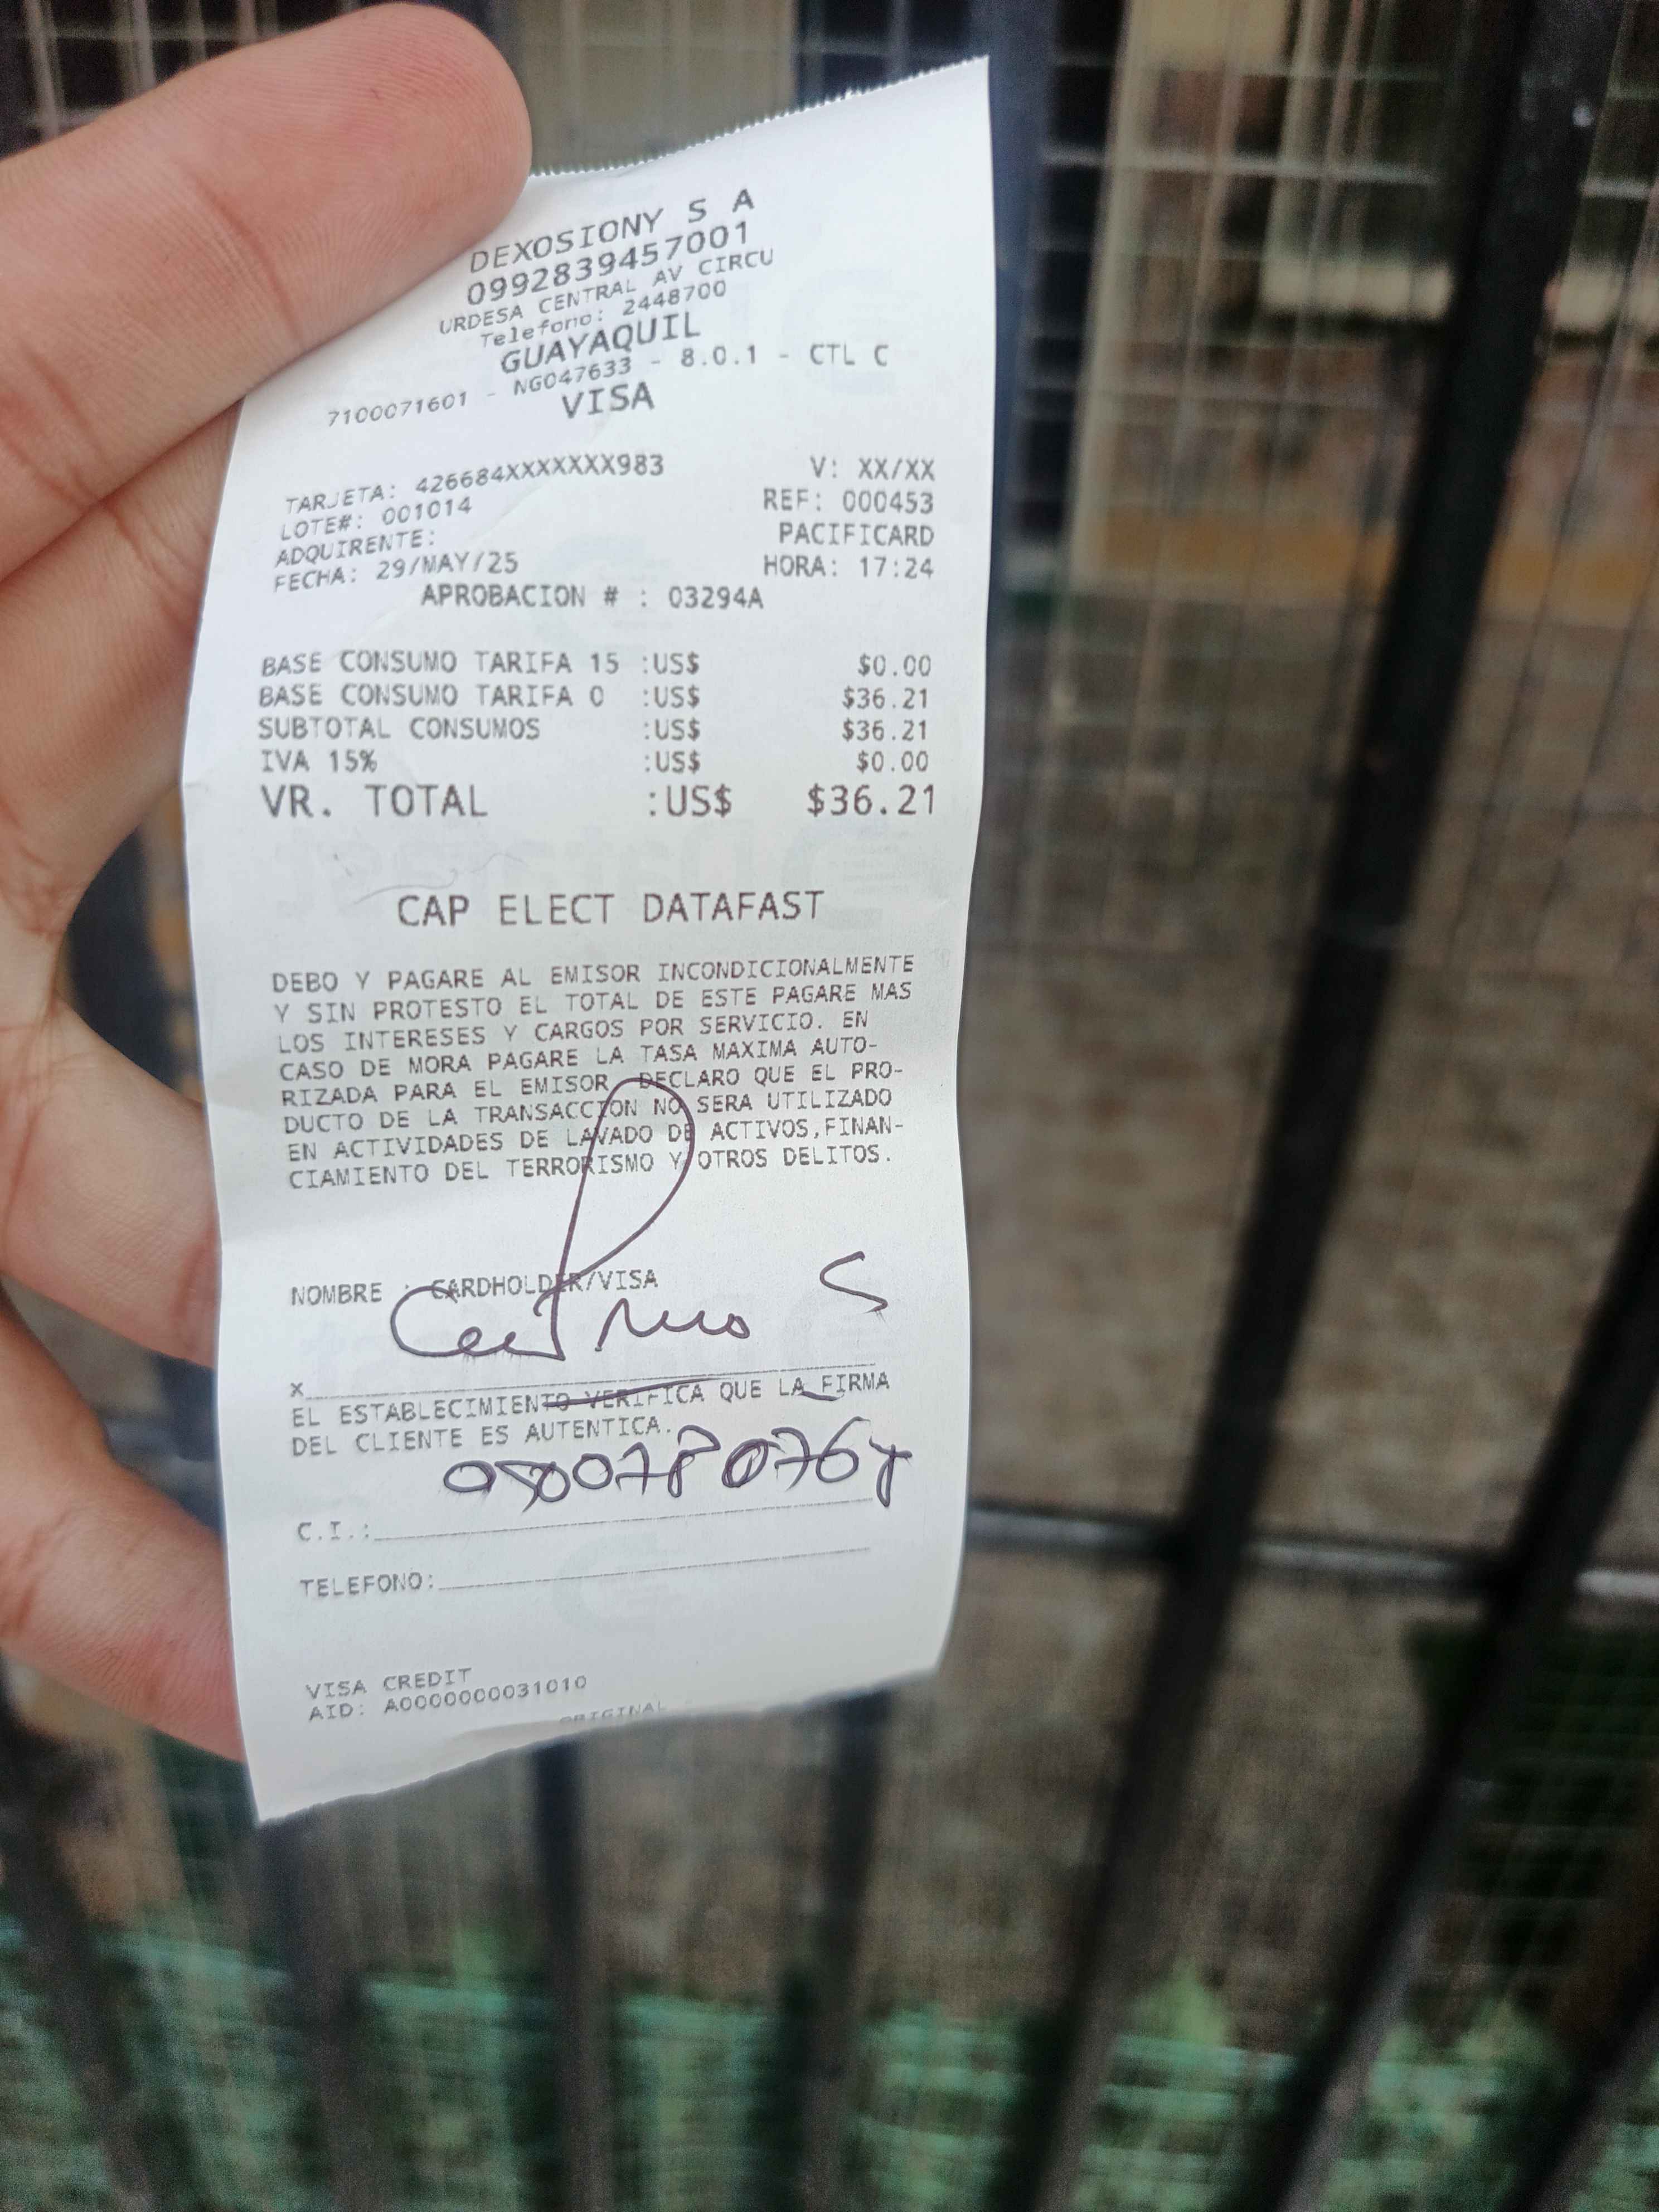 DEXOSIONY S A
0992839457001
URDESA CENTRAL AV CIRCU
Telefono: 2448700
GUAYAQUIL
7100071601 - NG047633 - 8.0.1 - CTL C
VISA
TARJETA: 426684XXXXXXX983 V: XX/XX
LOTE#: 001014 REF: 000453
ADQUIRENTE: PACIFICARD
FECHA: 29/MAY/25 HORA: 17:24
APROBACION # : 03294A
BASE CONSUMO TARIFA 15 :US$ $0.00
BASE CONSUMO TARIFA 0 :US$ $36.21
SUBTOTAL CONSUMOS :US$ $36.21
IVA 15% :US$ $0.00
VR. TOTAL :US$ $36.21
CAP ELECT DATAFAST
DEBO Y PAGARE AL EMISOR INCONDICIONALMENTE
Y SIN PROTESTO EL TOTAL DE ESTE PAGARE MAS
LOS INTERESES Y CARGOS POR SERVICIO. EN
CASO DE MORA PAGARE LA TASA MAXIMA AUTO-
RIZADA PARA EL EMISOR DECLARO QUE EL PRO-
DUCTO DE LA TRANSACCION NO SERA UTILIZADO
EN ACTIVIDADES DE LAVADO DE ACTIVOS,FINAN-
CIAMIENTO DEL TERRORISMO Y OTROS DELITOS.
NOMBRE : CARDHOLDER/VISA
X
EL ESTABLECIMIENTO VERIFICA QUE LA FIRMA
DEL CLIENTE ES AUTENTICA.
C.I.:
TELEFONO:
VISA CREDIT
AID: A0000000031010
ORIGINAL